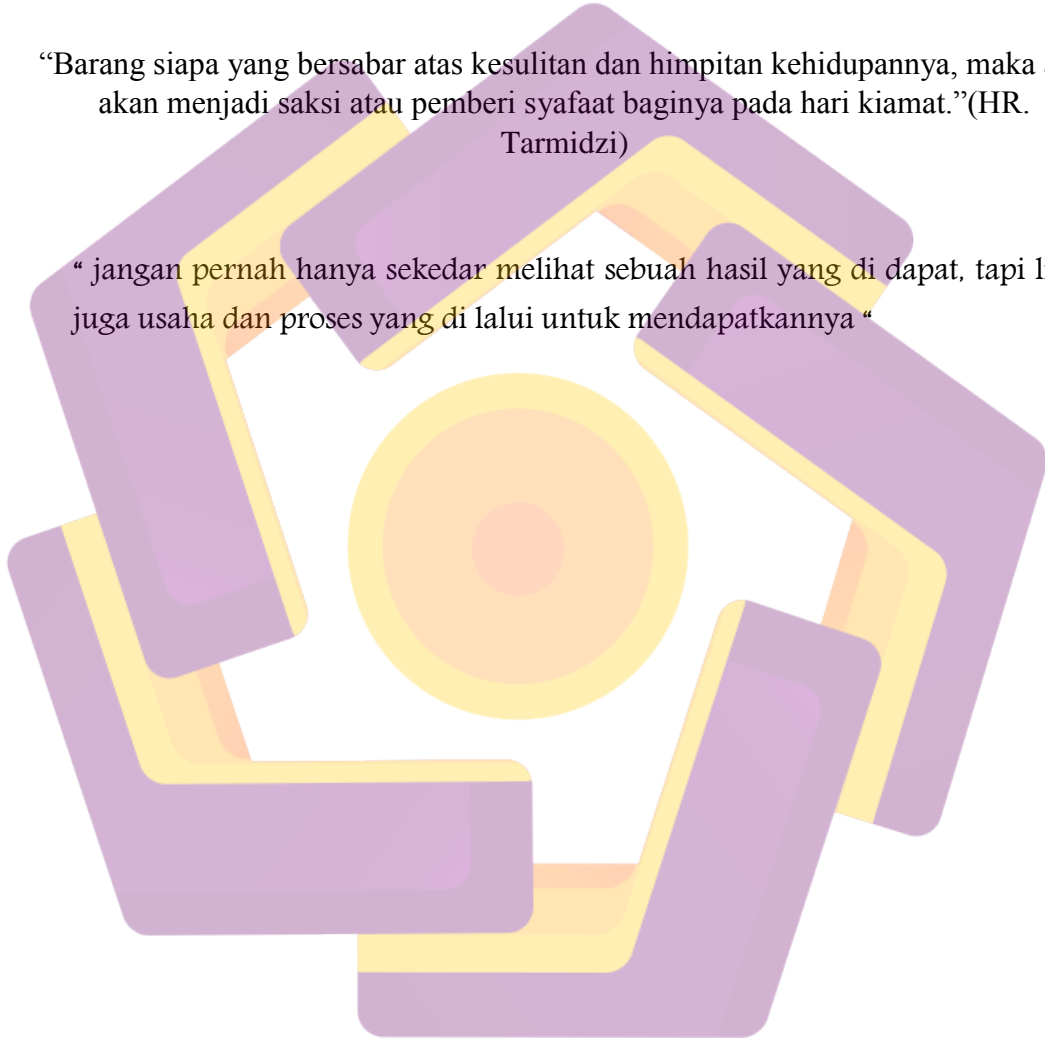 “Barang siapa yang bersabar atas kesulitan dan himpitan kehidupannya, maka
akan menjadi saksi atau pemberi syafaat baginya pada hari kiamat.”(HR.
Tarmidzi)
“ jangan pernah hanya sekedar melihat sebuah hasil yang di dapat, tapi
juga usaha dan proses yang di lalui untuk mendapatkannya “